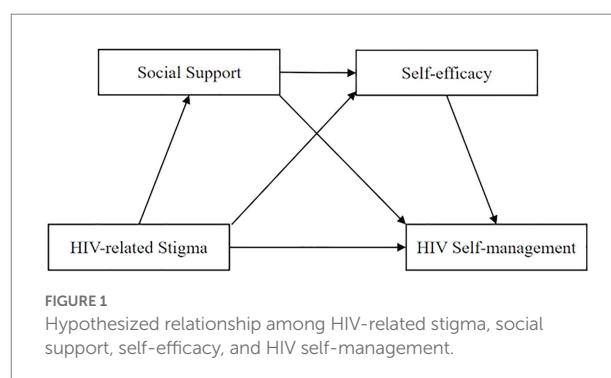 Social Support
Self-efficacy
HIV-related Stigma
HIV Self-management
FIGURE 1
Hypothesized relationship among HIV-related stigma, social
support, self-efficacy, and HIV self-management.